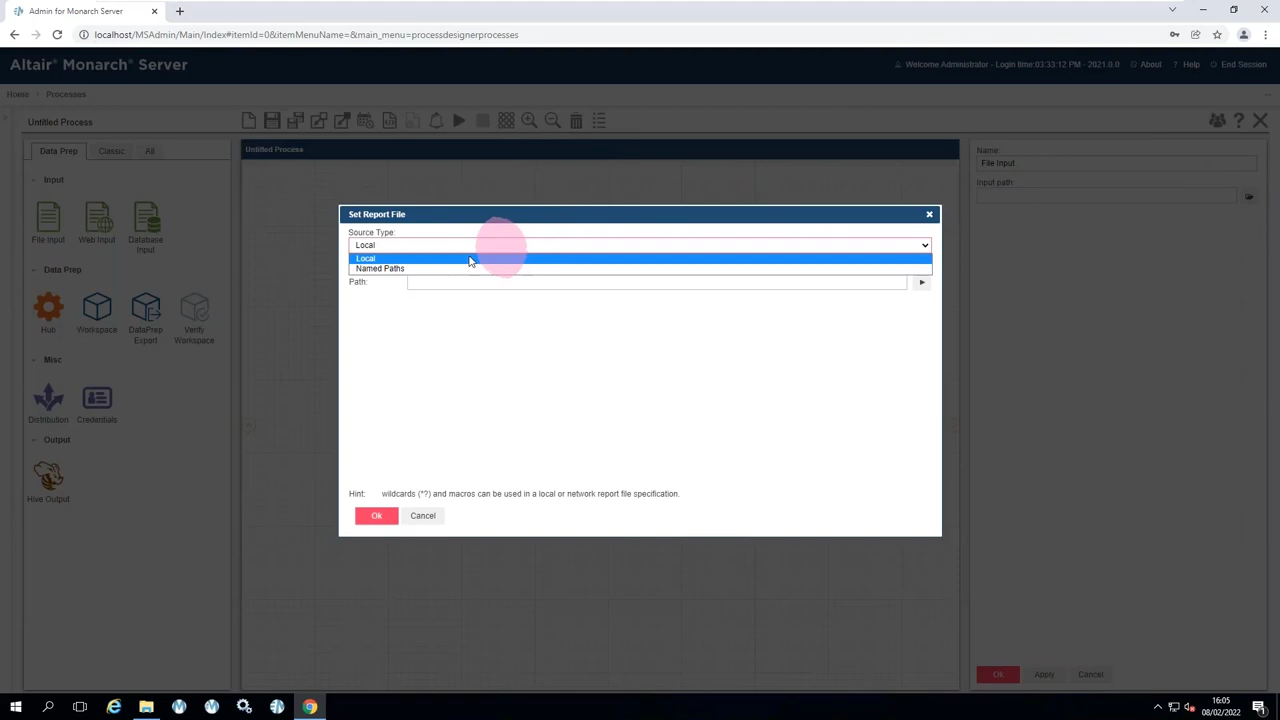 Admin for Monarch Server
localhost/MSAdmin/Main/Index#itemId=0&itemMenuName=&main_menu=processdesignerprocesses
Altair® Monarch® Server
Welcome Administrator - Login time:03:33:12 PM - 2021.0.0
About
? Help
End Session
Home
Processes
Untitled Process
Data Prep
Classic
All
Input
File Input
Web Input
Database
Input
Data Prep
Hub
Workspace
DataPrep
Export
Verify
Workspace
Misc
Distribution
Credentials
Output
Hive Output
Untitled Process
Set Report File
Source Type:
Local
Local
Named Paths
Path:
Hint: wildcards (*?) and macros can be used in a local or network report file specification.
Ok
Cancel
Name:
File Input
Input path:
Ok
Apply
Cancel
16:05
08/02/2022